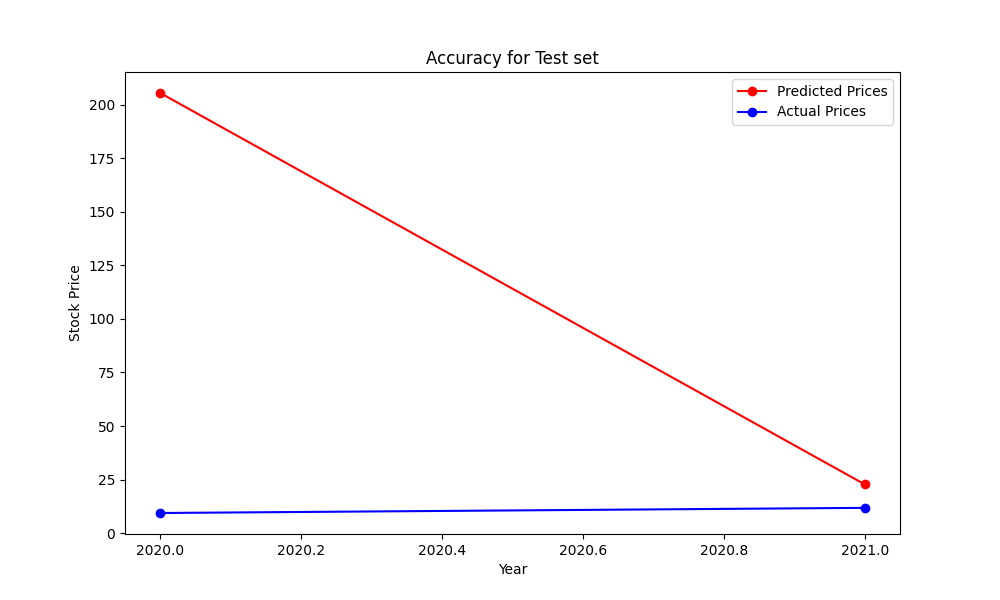 Accuracy for Test set
Predicted Prices
Actual Prices
200
175
150
125
100
75
50
25
0
Stock Price
2020.0 2020.2 2020.4 2020.6 2020.8 2021.0
Year